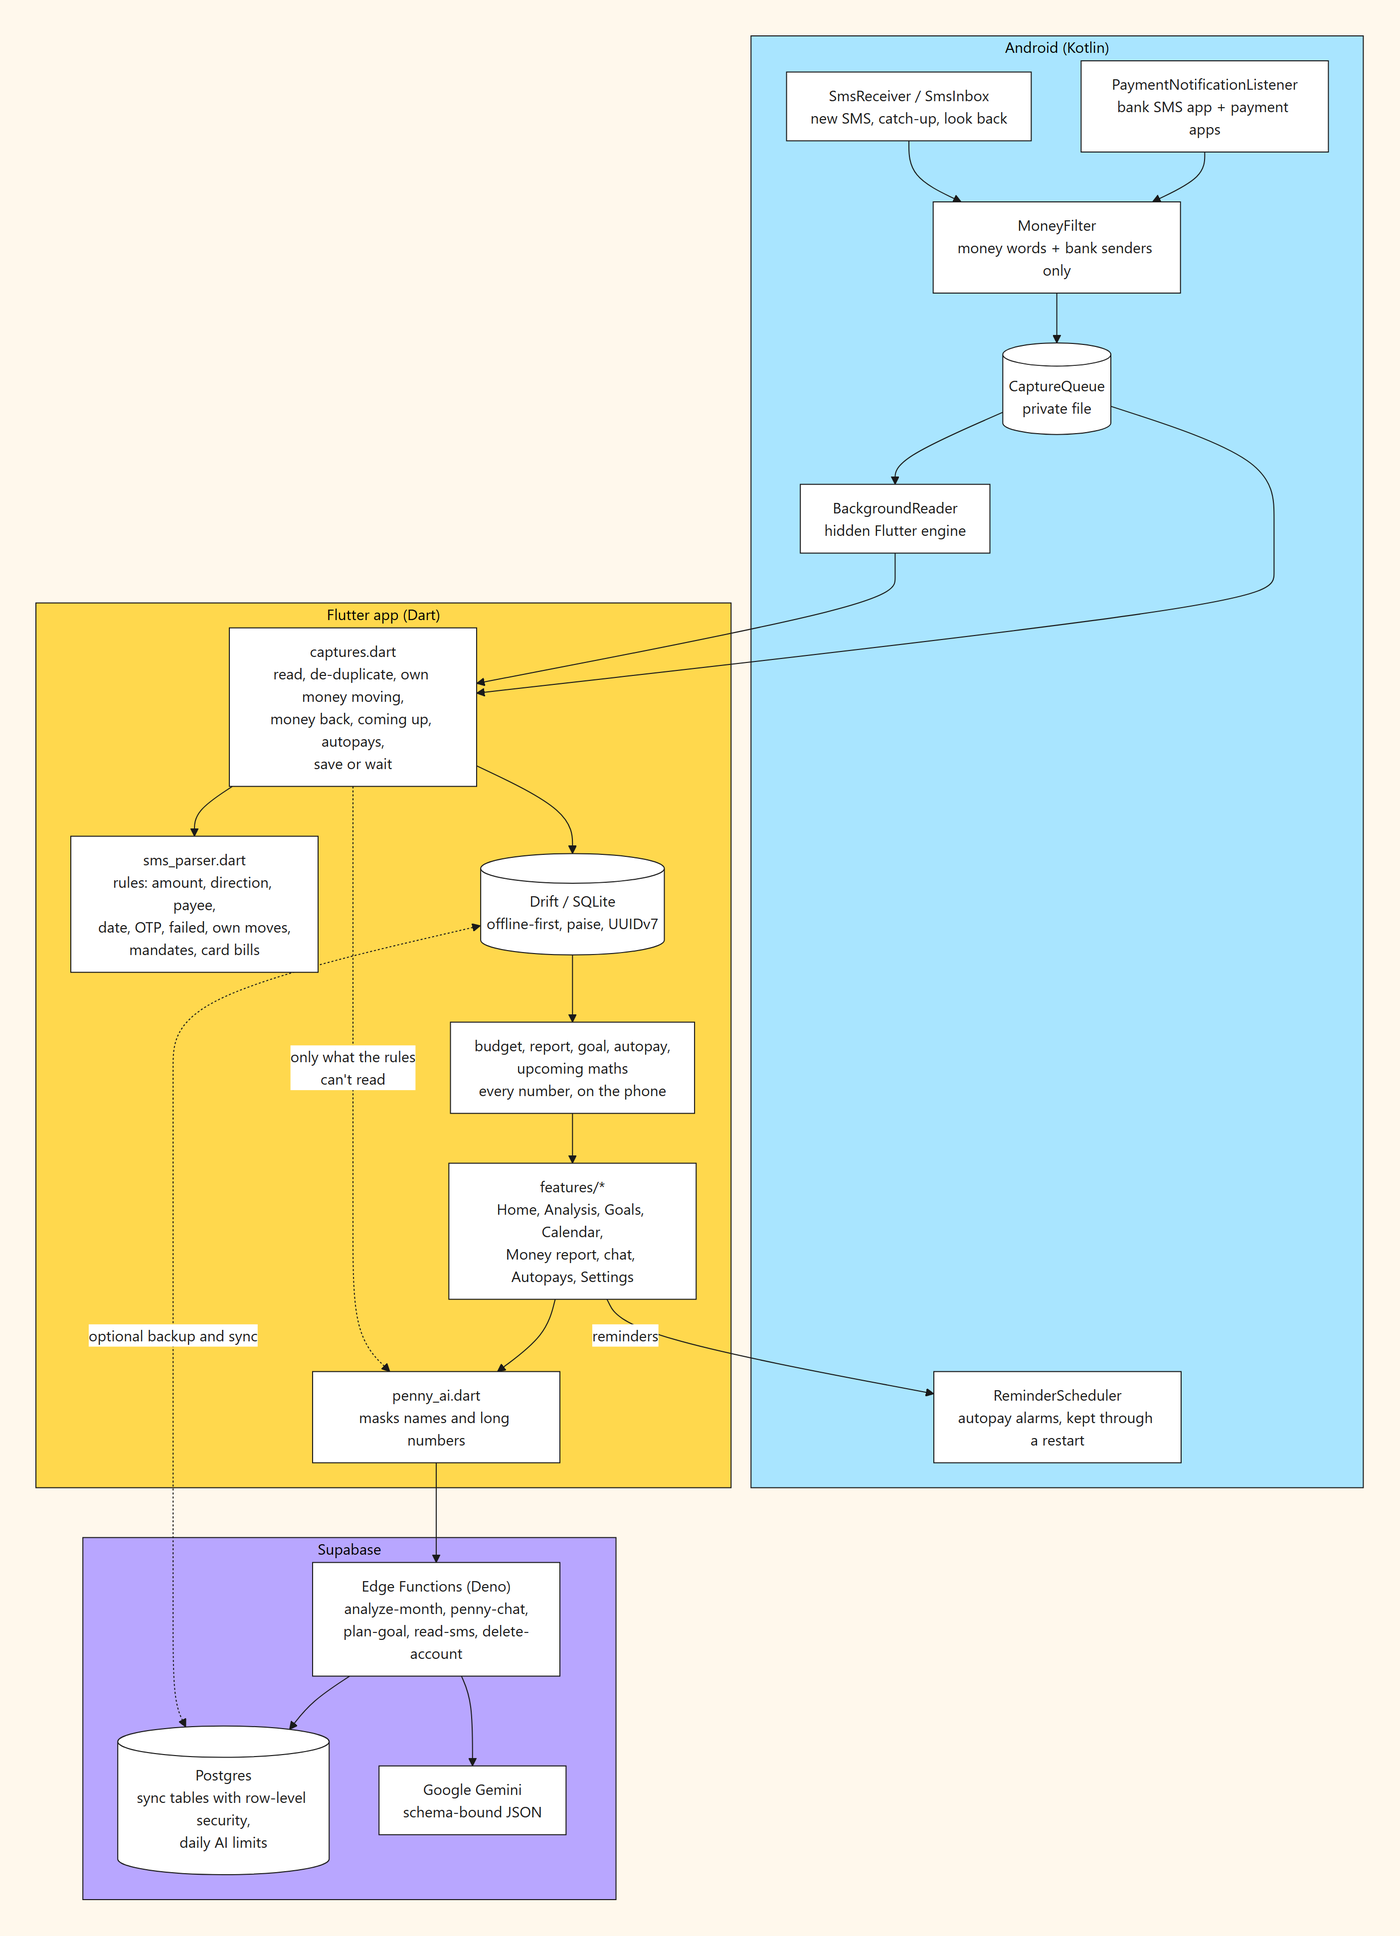 Android (Kotlin)
SmsReceiver / SmsInbox
new SMS, catch-up, look back
PaymentNotificationListener
bank SMS app + payment
apps
MoneyFilter
money words + bank senders
only
CaptureQueue
private file
BackgroundReader
hidden Flutter engine
Flutter app (Dart)
captures.dart
read, de-duplicate, own
money moving,
money back, coming up,
autopays,
save or wait
sms_parser.dart
rules: amount, direction,
payee,
date, OTP, failed, own moves,
mandates, card bills
Drift / SQLite
offline-first, paise, UUIDv7
only what the rules
can't read
budget, report, goal, autopay,
upcoming maths
every number, on the phone
features/*
Home, Analysis, Goals,
Calendar,
Money report, chat,
Autopays, Settings
optional backup and sync
reminders
penny_ai.dart
masks names and long
numbers
ReminderScheduler
autopay alarms, kept through
a restart
Supabase
Edge Functions (Deno)
analyze-month, penny-chat,
plan-goal, read-sms, delete-
account
Postgres
sync tables with row-level
security,
daily AI limits
Google Gemini
schema-bound JSON